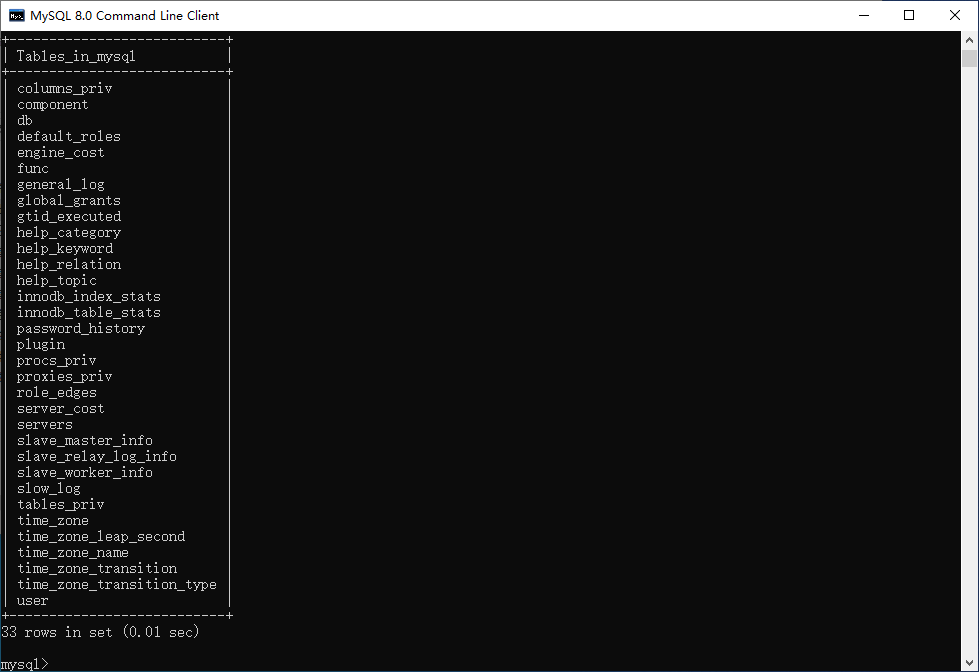 MySQL 8.0 Command Line Client
+---------------------------+
| Tables_in_mysql           |
+---------------------------+
| columns_priv              |
| component                 |
| db                        |
| default_roles             |
| engine_cost               |
| func                      |
| general_log               |
| global_grants             |
| gtid_executed             |
| help_category             |
| help_keyword              |
| help_relation             |
| help_topic                |
| innodb_index_stats        |
| innodb_table_stats        |
| password_history          |
| plugin                    |
| procs_priv                |
| proxies_priv              |
| role_edges                |
| server_cost               |
| servers                   |
| slave_master_info         |
| slave_relay_log_info      |
| slave_worker_info         |
| slow_log                  |
| tables_priv               |
| time_zone                 |
| time_zone_leap_second     |
| time_zone_name            |
| time_zone_transition      |
| time_zone_transition_type |
| user                      |
+---------------------------+
33 rows in set (0.01 sec)
mysql>